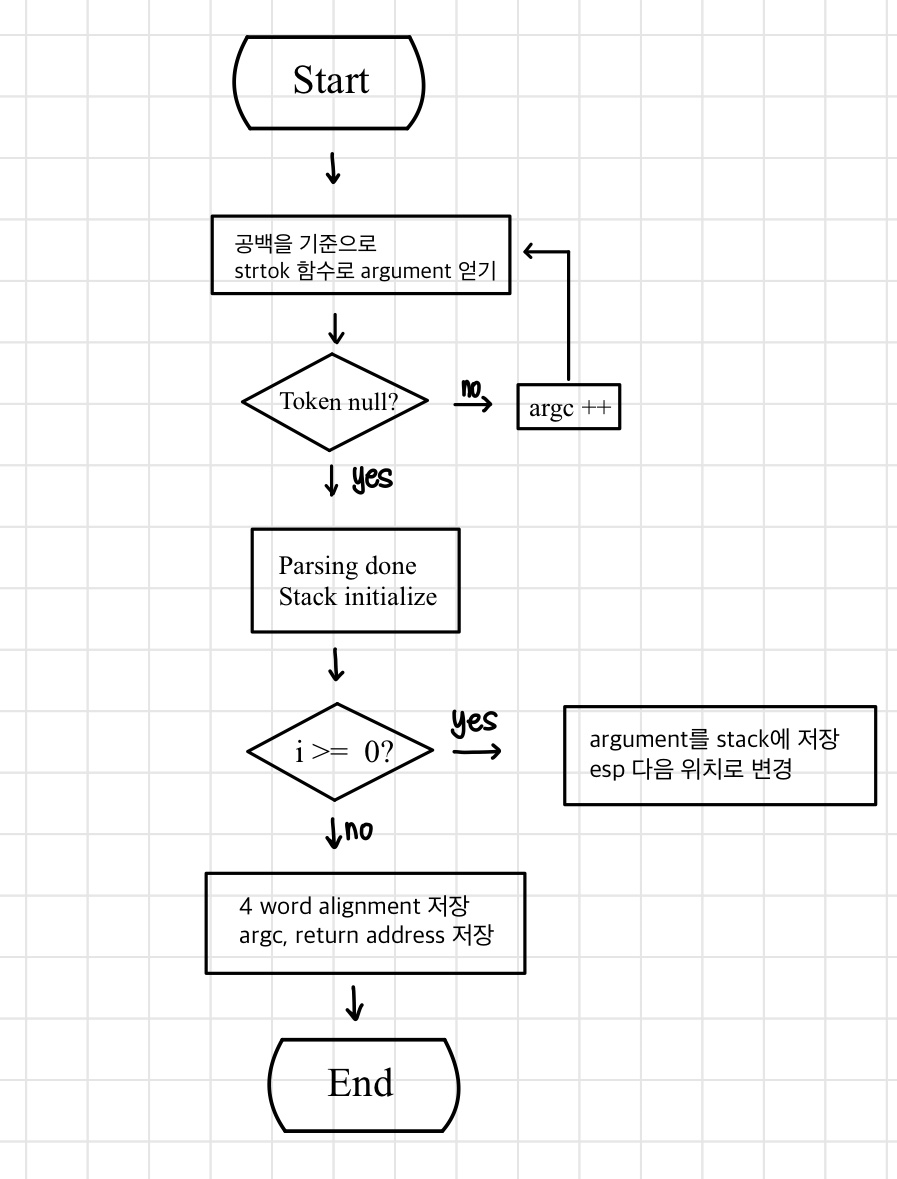 Start
공백을 기준으로
strtok 함수로 argument 얻기
Token null?
no
argc ++
yes
Parsing done
Stack initialize
i >= 0?
yes
argument를 stack에 저장
esp 다음 위치로 변경
no
4 word alignment 저장
argc, return address 저장
End